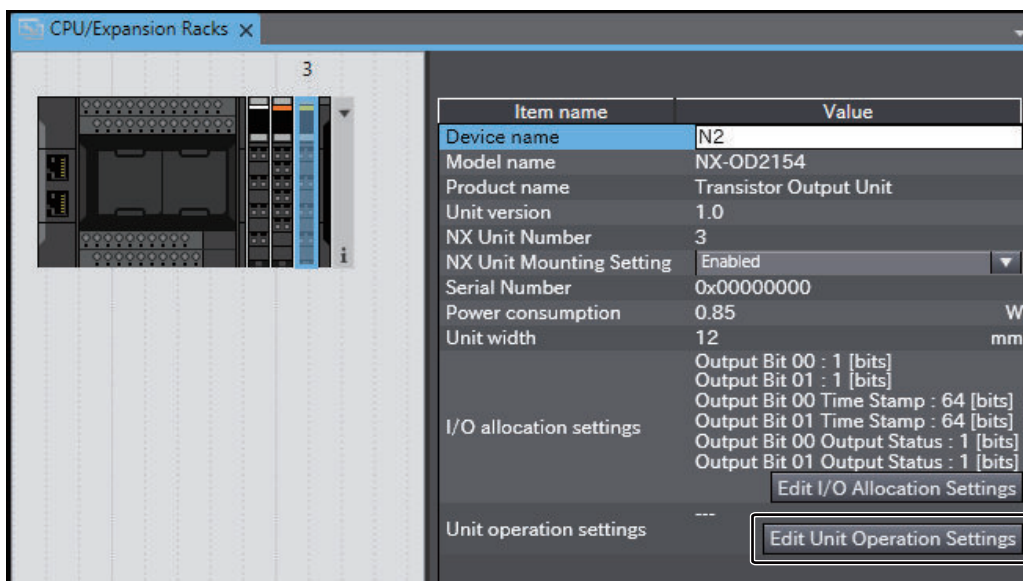 CPU/Expansion Racks X
3
Item name Value
Device name N2
Model name NX-OD2154
Product name Transistor Output Unit
Unit version 1.0
NX Unit Number 3
NX Unit Mounting Setting Enabled
Serial Number 0x00000000
Power consumption 0.85 W
Unit width 12 mm
I/O allocation settings
Output Bit 00 : 1 [bits]
Output Bit 01 : 1 [bits]
Output Bit 00 Time Stamp : 64 [bits]
Output Bit 01 Time Stamp : 64 [bits]
Output Bit 00 Output Status : 1 [bits]
Output Bit 01 Output Status : 1 [bits]
Edit I/O Allocation Settings
Unit operation settings ---
Edit Unit Operation Settings
i